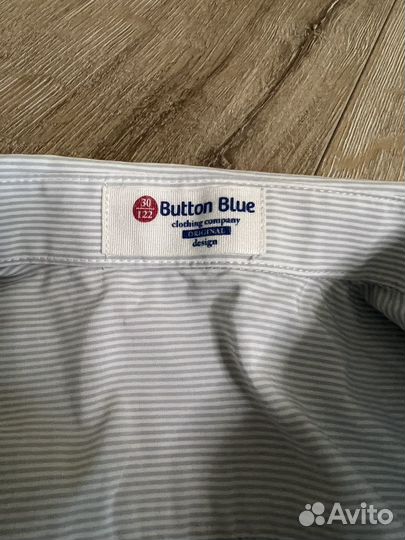 30
122
Button Blue
clothing company
ORIGINAL
design
Avito